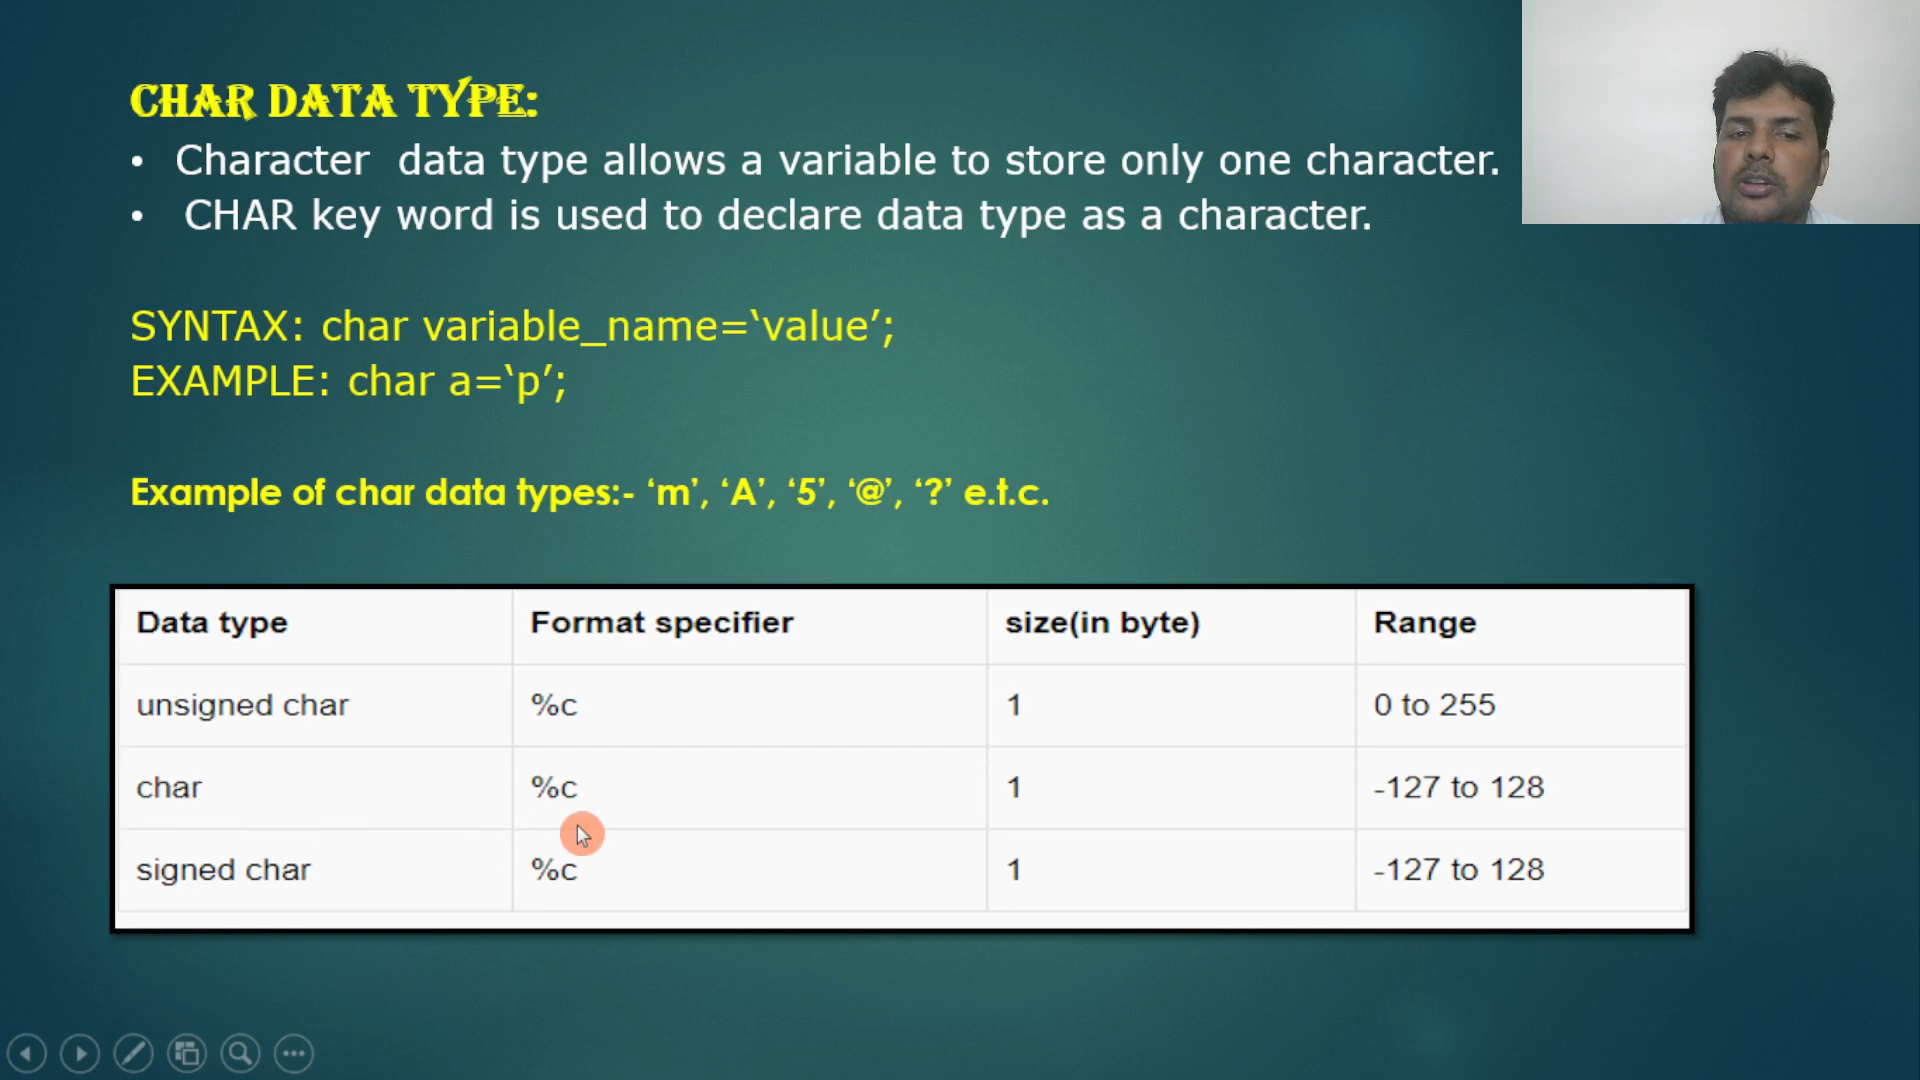 CHAR DATA TYPE:
• Character data type allows a variable to store only one character.
• CHAR key word is used to declare data type as a character.
SYNTAX: char variable_name=‘value’;
EXAMPLE: char a=‘p’;
Example of char data types:- ‘m’, ‘A’, ‘5’, ‘@’, ‘?’ e.t.c.
Data type Format specifier size(in byte) Range
unsigned char %c 1 0 to 255
char %c 1 -127 to 128
signed char %c 1 -127 to 128